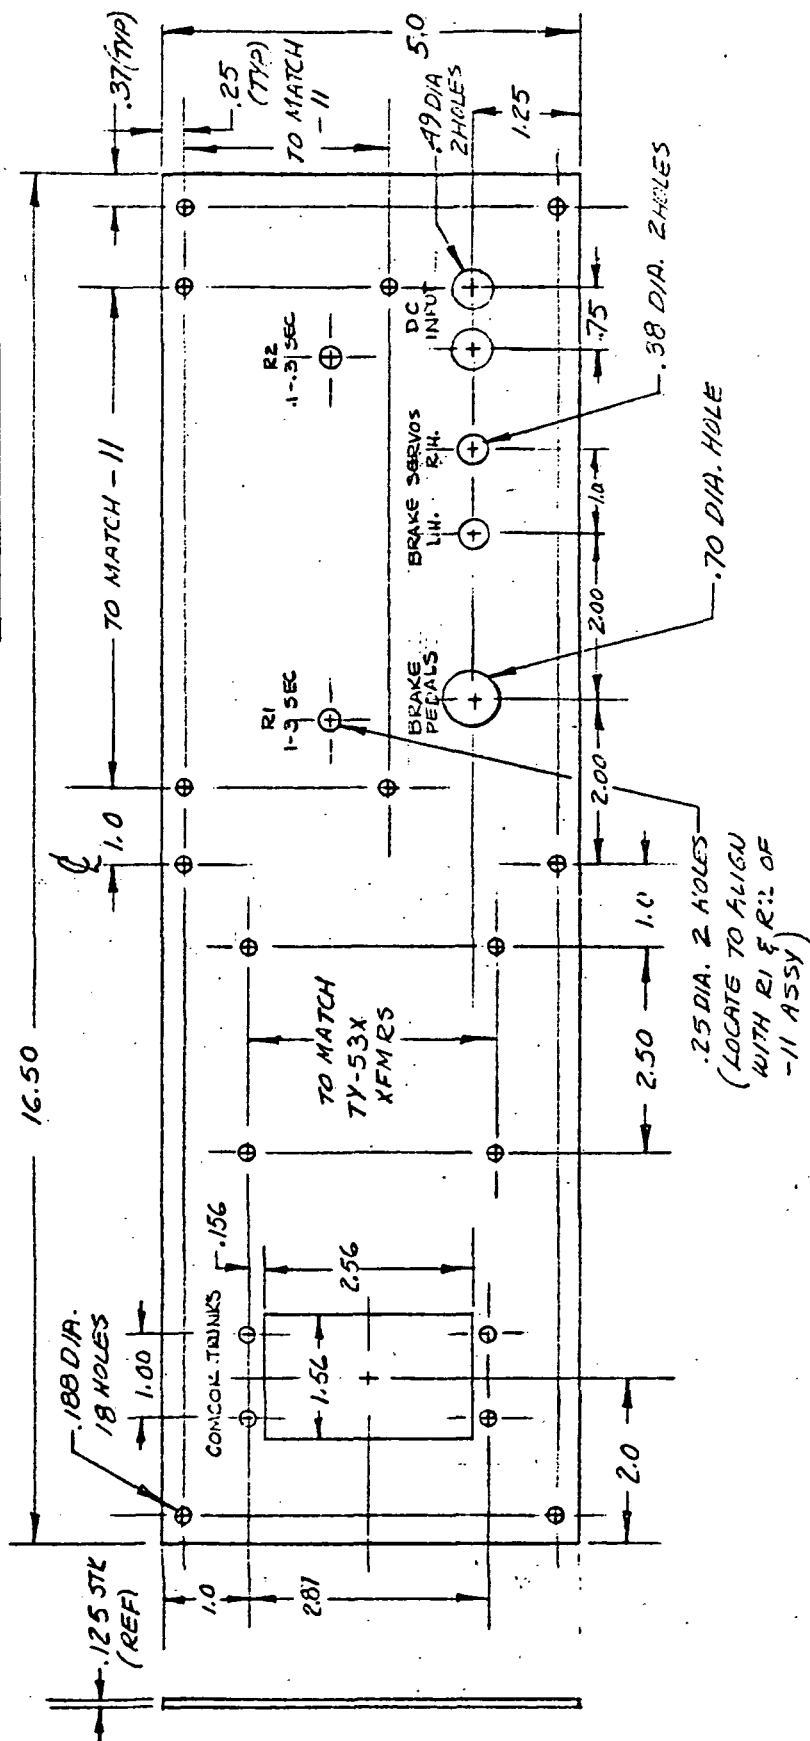 .125 STK
(REF)
16.50
.37 (TYP)
.188 DIA.
18 HOLES
1.00
℄
1.0
TO MATCH -11
.25
(TYP)
TO MATCH
-11
5.0
1.0
2.87
COMCOR TRUNKS
.156
2.56
1.56
2.0
TO MATCH
TY-53X
XFMRS
2.50
1.0
R1
1-3 SEC
R2
.1-.3 SEC
BRAKE
PEDALS
BRAKE SERVOS
L.H.
R.H.
DC
INPUT
.49 DIA
2 HOLES
1.25
2.00
2.00
1.0
.75
.38 DIA. 2 HOLES
.70 DIA. HOLE
.25 DIA. 2 HOLES
(LOCATE TO ALIGN
WITH R1 & R2 OF
-11 ASSY)